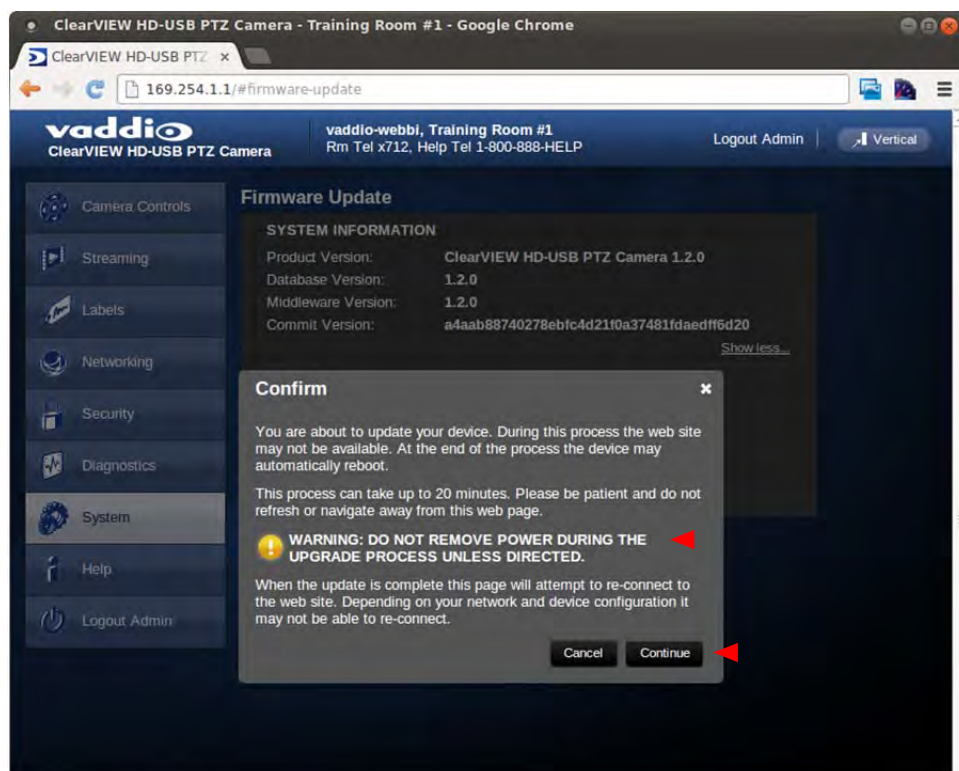 ClearVIEW HD-USB PTZ Camera - Training Room #1 - Google Chrome
ClearVIEW HD-USB PTZ
169.254.1.1/#firmware-update
vaddio
ClearVIEW HD-USB PTZ Camera
vaddio-webbi, Training Room #1
Rm Tel x712, Help Tel 1-800-888-HELP
Logout Admin
Vertical
Camera Controls
Streaming
Labels
Networking
Security
Diagnostics
System
Help
Logout Admin
Firmware Update
SYSTEM INFORMATION
Product Version: ClearVIEW HD-USB PTZ Camera 1.2.0
Database Version: 1.2.0
Middleware Version: 1.2.0
Commit Version: a4aab88740278ebfc4d21f0a37481fdaedff6d20
Show less...
Confirm
You are about to update your device. During this process the web site
may not be available. At the end of the process the device may
automatically reboot.
This process can take up to 20 minutes. Please be patient and do not
refresh or navigate away from this web page.
WARNING: DO NOT REMOVE POWER DURING THE
UPGRADE PROCESS UNLESS DIRECTED.
When the update is complete this page will attempt to re-connect to
the web site. Depending on your network and device configuration it
may not be able to re-connect.
Cancel
Continue